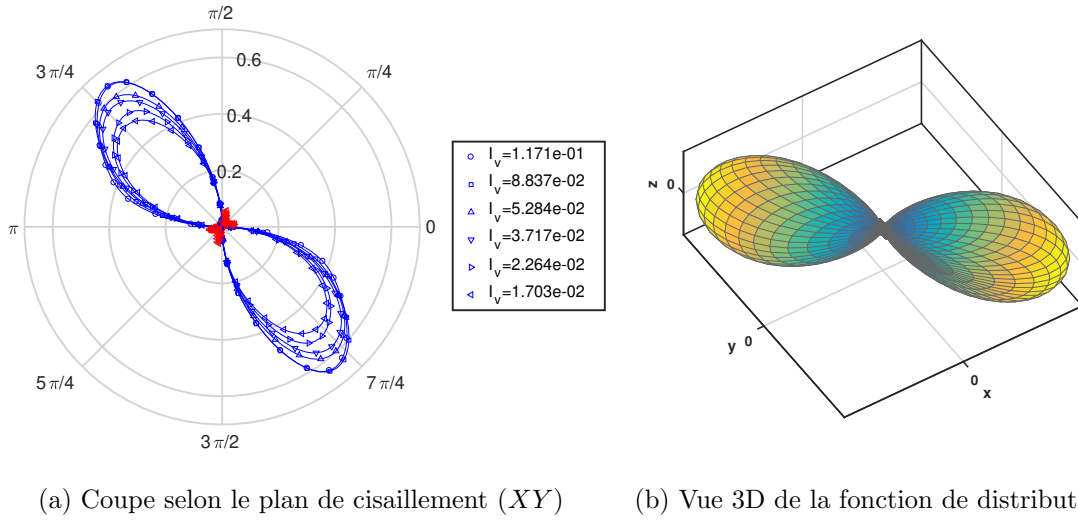 π/2
3 π/4
π/4
0.6
0.4
0.2
π
0
5 π/4
7 π/4
3 π/2
I_v=1.171e-01
I_v=8.837e-02
I_v=5.284e-02
I_v=3.717e-02
I_v=2.264e-02
I_v=1.703e-02
z
0
y
0
0
x
(a) Coupe selon le plan de cisaillement (XY)
(b) Vue 3D de la fonction de distribut